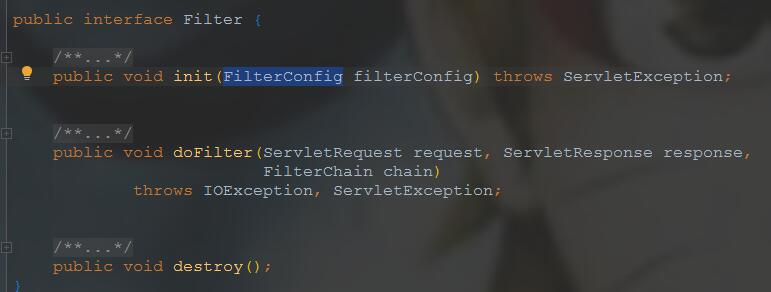 public interface Filter {
/**...*/
public void init(FilterConfig filterConfig) throws ServletException;
/**...*/
public void doFilter(ServletRequest request, ServletResponse response,
FilterChain chain)
throws IOException, ServletException;
/**...*/
public void destroy();
}